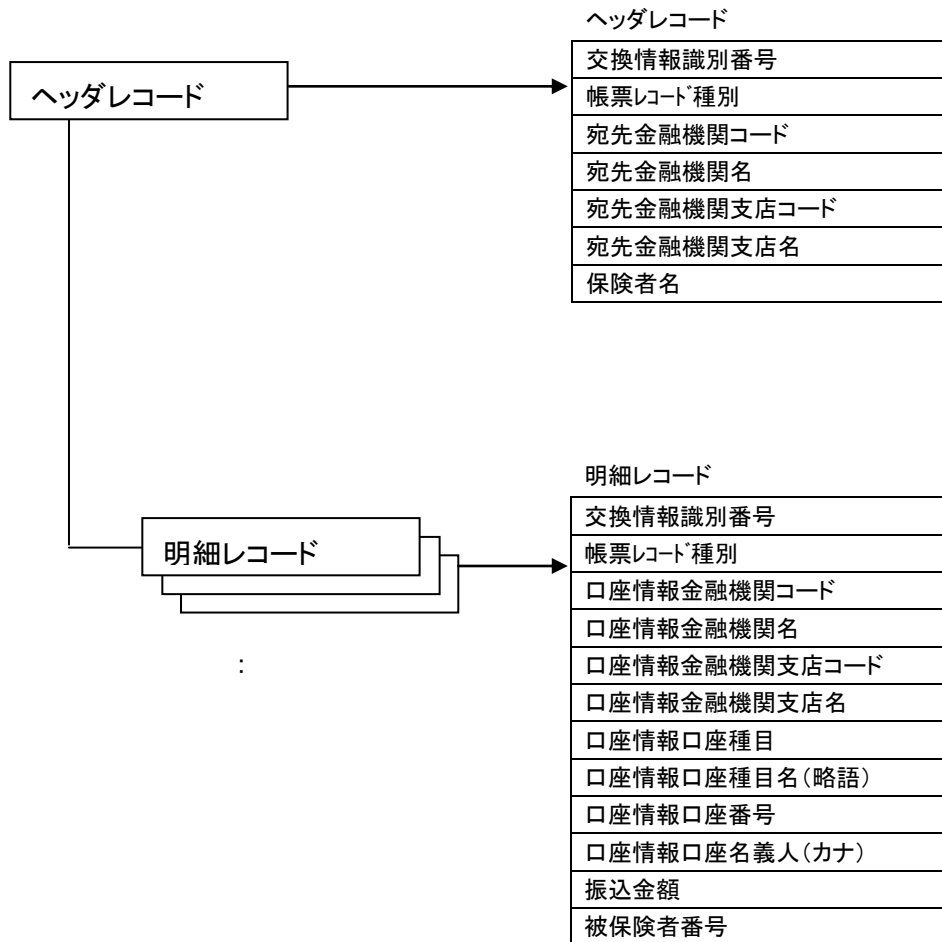 ヘッダレコード
ヘッダレコード
交換情報識別番号
帳票レコード種別
宛先金融機関コード
宛先金融機関名
宛先金融機関支店コード
宛先金融機関支店名
保険者名
明細レコード
:
明細レコード
交換情報識別番号
帳票レコード種別
口座情報金融機関コード
口座情報金融機関名
口座情報金融機関支店コード
口座情報金融機関支店名
口座情報口座種目
口座情報口座種目名(略語)
口座情報口座番号
口座情報口座名義人(カナ)
振込金額
被保険者番号